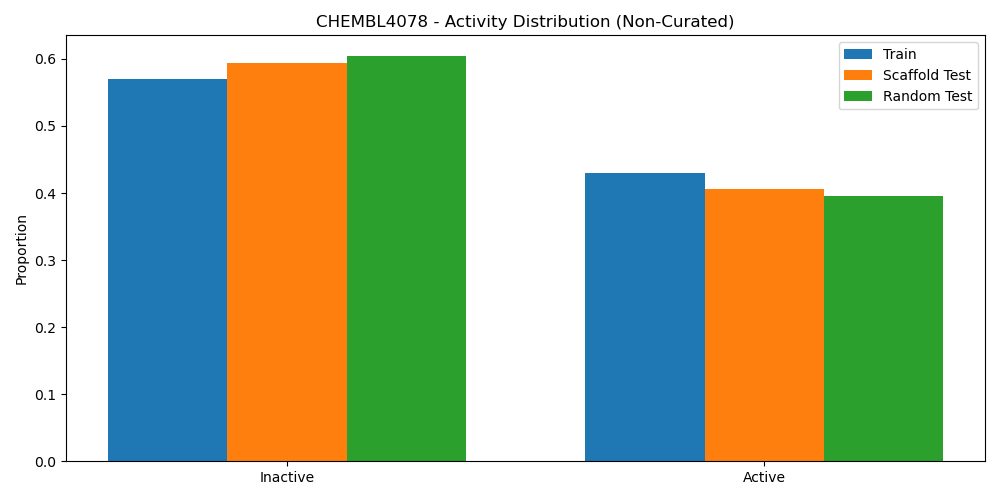 CHEMBL4078 - Activity Distribution (Non-Curated)
Train
Scaffold Test
Random Test
Proportion
0.6
0.5
0.4
0.3
0.2
0.1
0.0
Inactive
Active